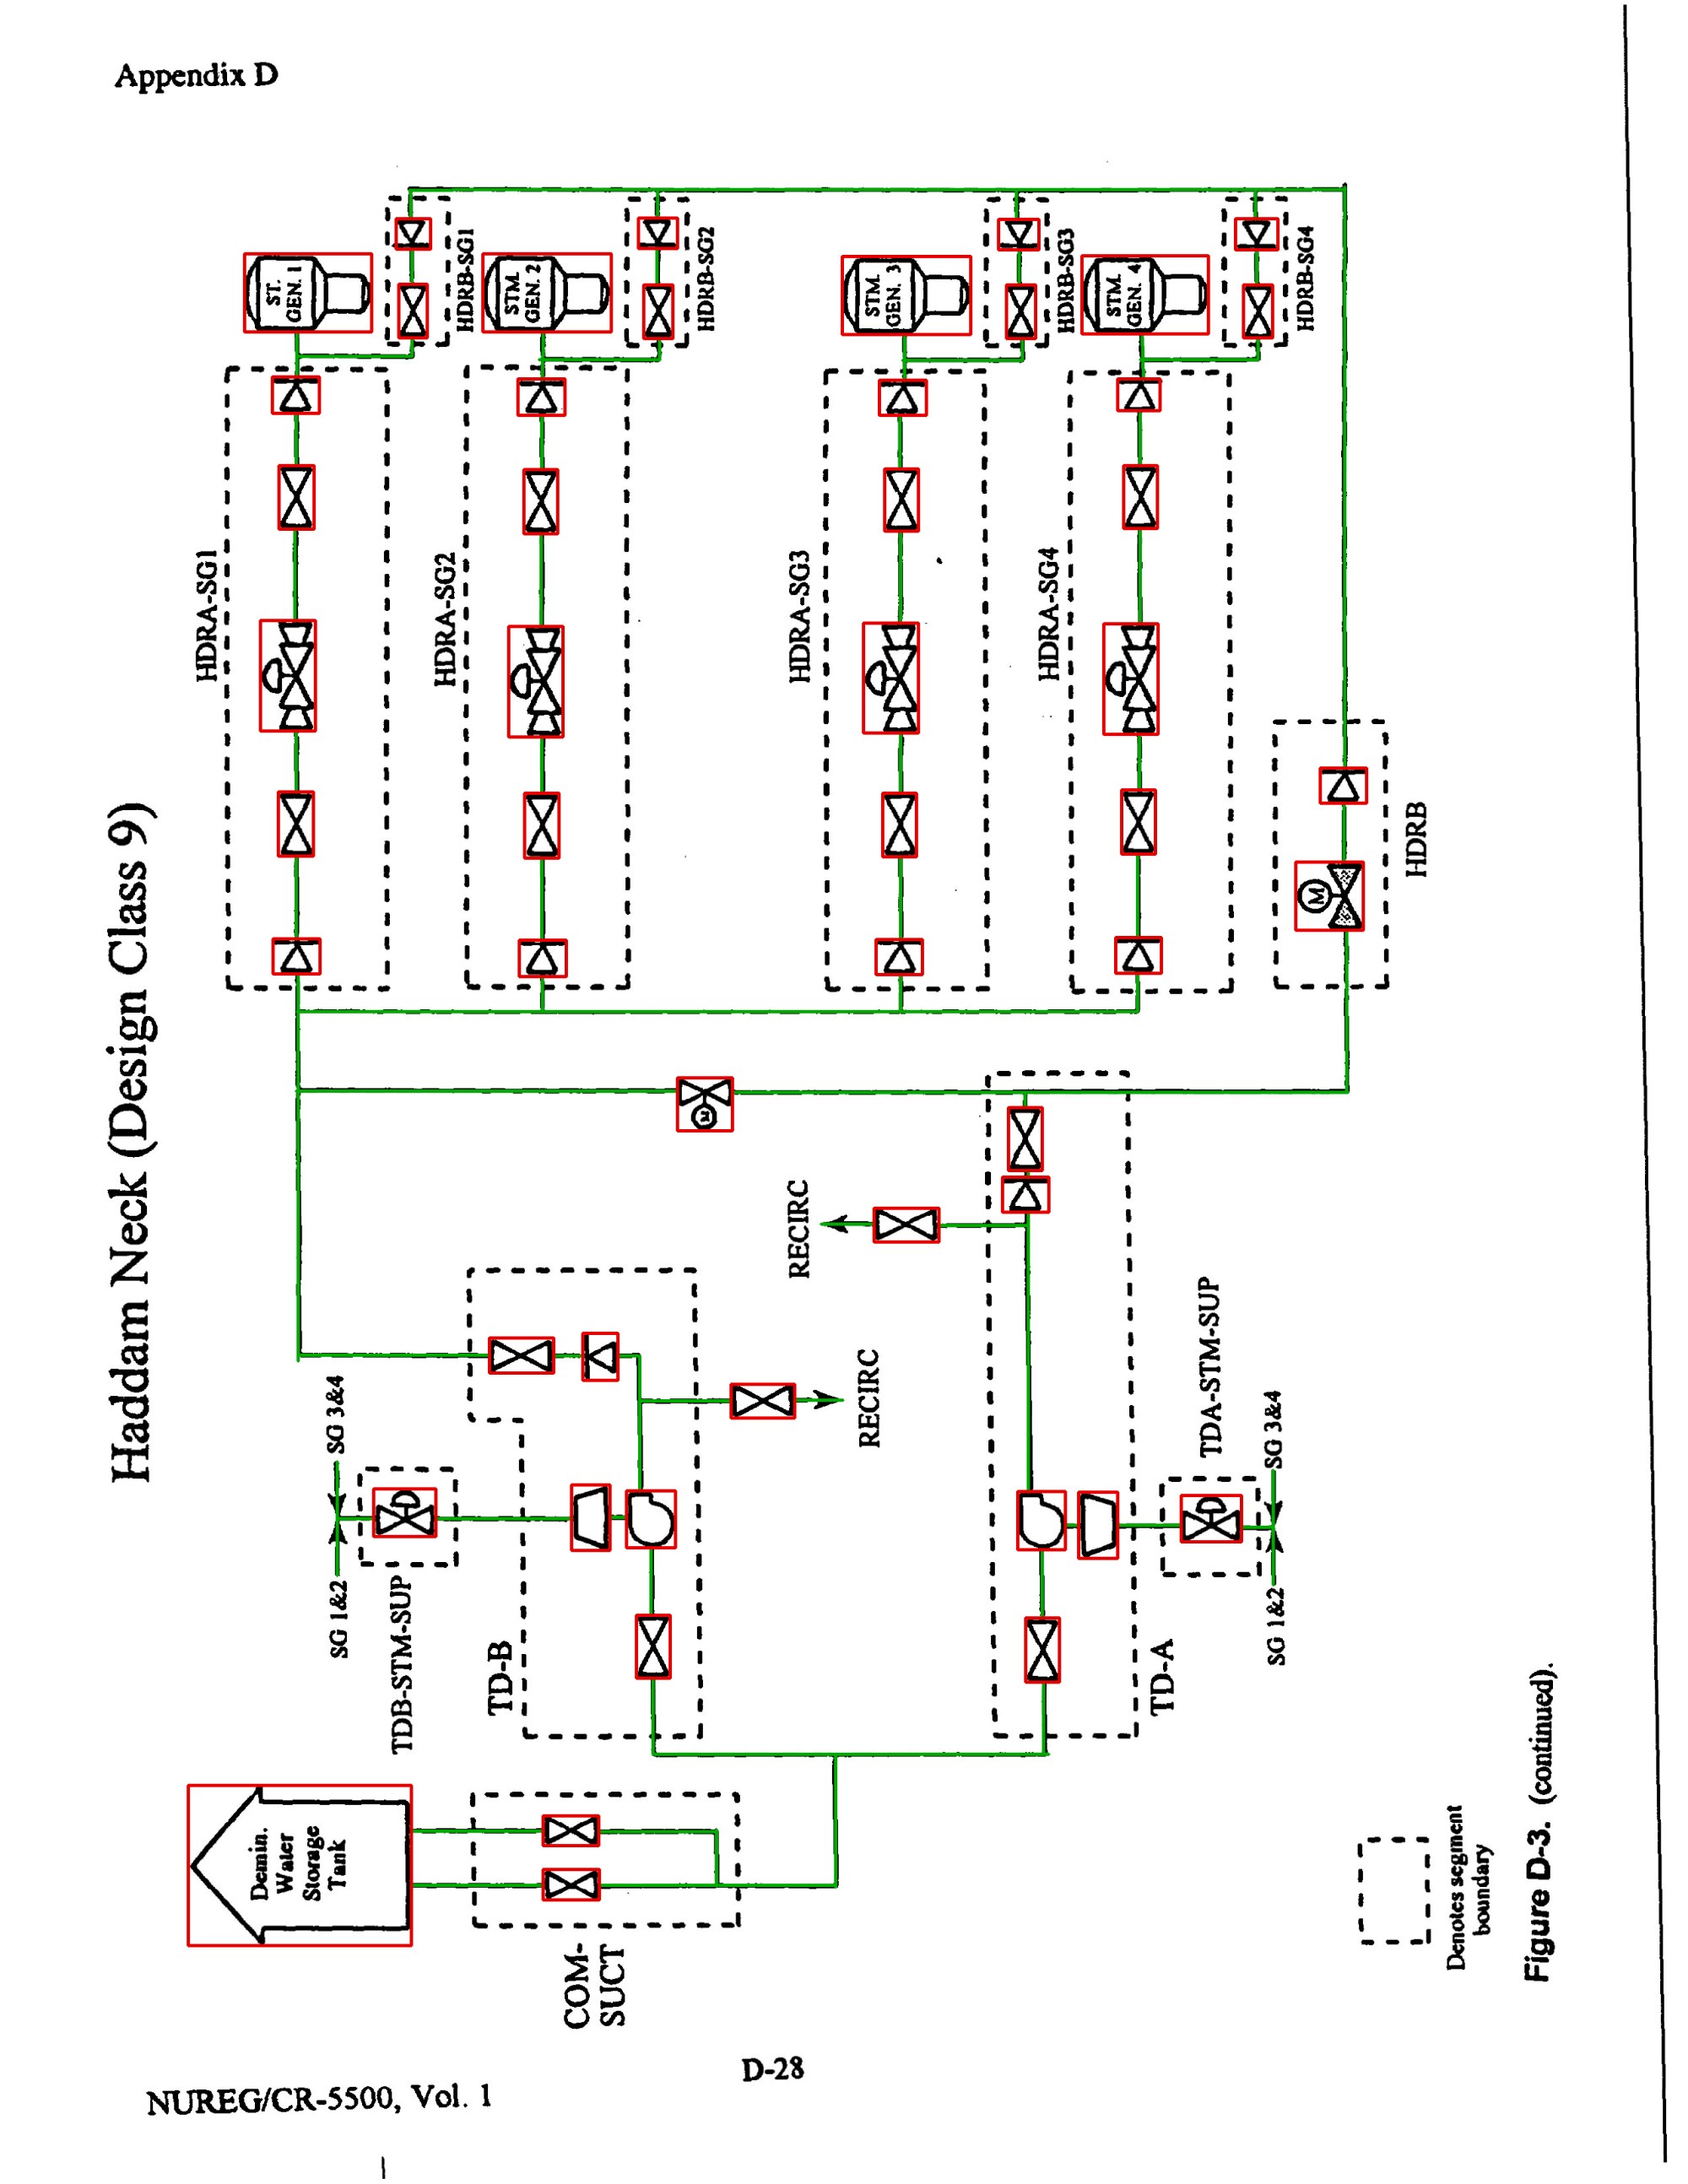 Appendix D
Haddam Neck (Design Class 9)
Demin.
Water
Storage
Tank
COM-
SUCT
SG 1&2
SG 3&4
TDB-STM-SUP
TD-B
RECIRC
RECIRC
TD-A
TDA-STM-SUP
SG 1&2
SG 3&4
HDRA-SG1
ST.
GEN. 1
HDRB-SG1
HDRA-SG2
STM.
GEN. 2
HDRB-SG2
HDRA-SG3
STM.
GEN. 3
HDRB-SG3
HDRA-SG4
STM.
GEN. 4
HDRB-SG4
M
M
HDRB
Denotes segment
boundary
Figure D-3. (continued).
NUREG/CR-5500, Vol. 1
D-28